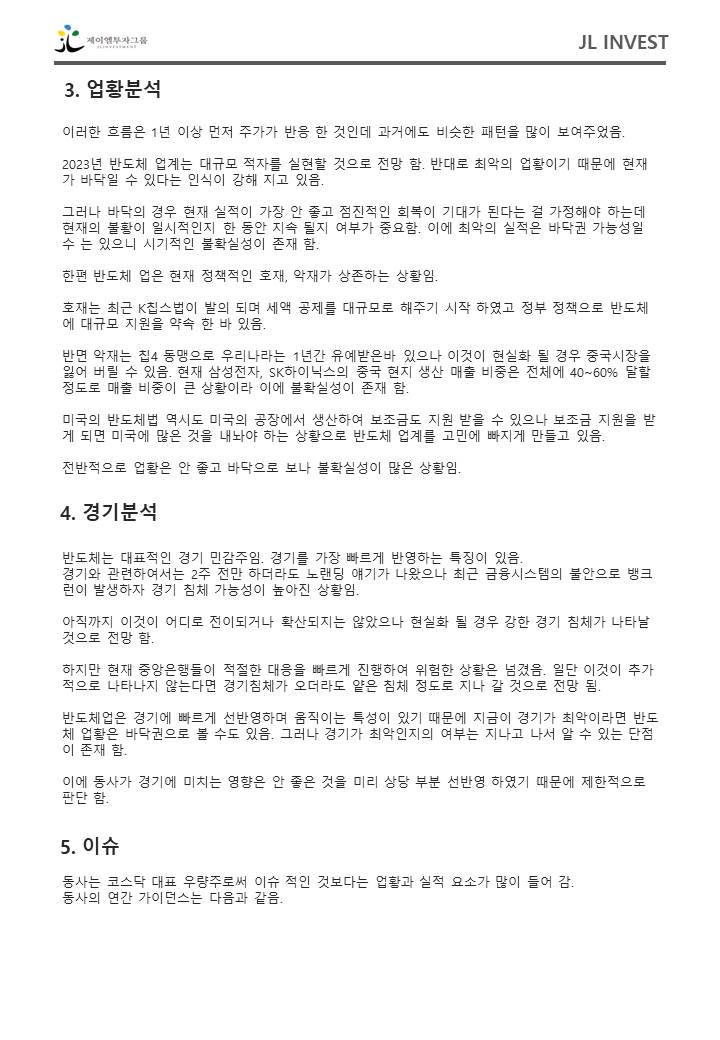 제이엘투자그룹
JLINVESTMENT
JL INVEST
3. 업황분석
이러한 흐름은 1년 이상 먼저 주가가 반응 한 것인데 과거에도 비슷한 패턴을 많이 보여주었음.
2023년 반도체 업계는 대규모 적자를 실현할 것으로 전망 함. 반대로 최악의 업황이기 때문에 현재
가 바닥일 수 있다는 인식이 강해 지고 있음.
그러나 바닥의 경우 현재 실적이 가장 안 좋고 점진적인 회복이 기대가 된다는 걸 가정해야 하는데
현재의 불황이 일시적인지 한 동안 지속 될지 여부가 중요함. 이에 최악의 실적은 바닥권 가능성일
수 는 있으니 시기적인 불확실성이 존재 함.
한편 반도체 업은 현재 정책적인 호재, 악재가 상존하는 상황임.
호재는 최근 K칩스법이 발의 되며 세액 공제를 대규모로 해주기 시작 하였고 정부 정책으로 반도체
에 대규모 지원을 약속 한 바 있음.
반면 악재는 칩4 동맹으로 우리나라는 1년간 유예받은바 있으나 이것이 현실화 될 경우 중국시장을
잃어 버릴 수 있음. 현재 삼성전자, SK하이닉스의 중국 현지 생산 매출 비중은 전체에 40~60% 달할
정도로 매출 비중이 큰 상황이라 이에 불확실성이 존재 함.
미국의 반도체법 역시도 미국의 공장에서 생산하여 보조금도 지원 받을 수 있으나 보조금 지원을 받
게 되면 미국에 많은 것을 내놔야 하는 상황으로 반도체 업계를 고민에 빠지게 만들고 있음.
전반적으로 업황은 안 좋고 바닥으로 보나 불확실성이 많은 상황임.
4. 경기분석
반도체는 대표적인 경기 민감주임. 경기를 가장 빠르게 반영하는 특징이 있음.
경기와 관련하여서는 2주 전만 하더라도 노랜딩 얘기가 나왔으나 최근 금융시스템의 불안으로 뱅크
런이 발생하자 경기 침체 가능성이 높아진 상황임.
아직까지 이것이 어디로 전이되거나 확산되지는 않았으나 현실화 될 경우 강한 경기 침체가 나타날
것으로 전망 함.
하지만 현재 중앙은행들이 적절한 대응을 빠르게 진행하여 위험한 상황은 넘겼음. 일단 이것이 추가
적으로 나타나지 않는다면 경기침체가 오더라도 얕은 침체 정도로 지나 갈 것으로 전망 됨.
반도체업은 경기에 빠르게 선반영하며 움직이는 특성이 있기 때문에 지금이 경기가 최악이라면 반도
체 업황은 바닥권으로 볼 수도 있음. 그러나 경기가 최악인지의 여부는 지나고 나서 알 수 있는 단점
이 존재 함.
이에 동사가 경기에 미치는 영향은 안 좋은 것을 미리 상당 부분 선반영 하였기 때문에 제한적으로
판단 함.
5. 이슈
동사는 코스닥 대표 우량주로써 이슈 적인 것보다는 업황과 실적 요소가 많이 들어 감.
동사의 연간 가이던스는 다음과 같음.